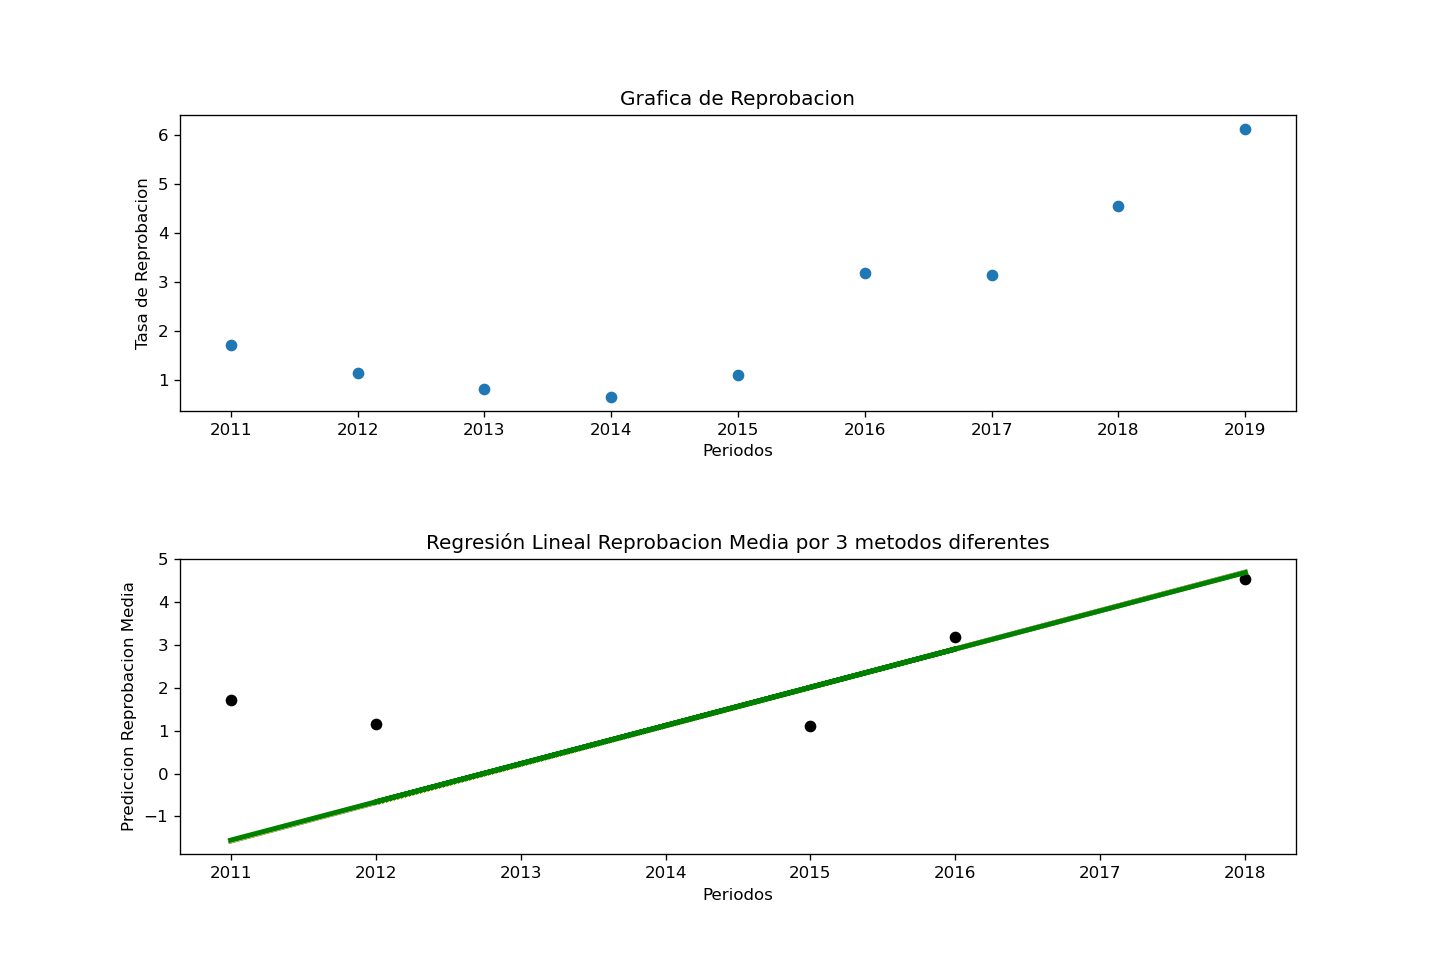 Grafica de Reprobacion
Tasa de Reprobacion
6
5
4
3
2
1
2011 2012 2013 2014 2015 2016 2017 2018 2019
Periodos
Regresión Lineal Reprobacion Media por 3 metodos diferentes
Prediccion Reprobacion Media
5
4
3
2
1
0
−1
2011 2012 2013 2014 2015 2016 2017 2018
Periodos